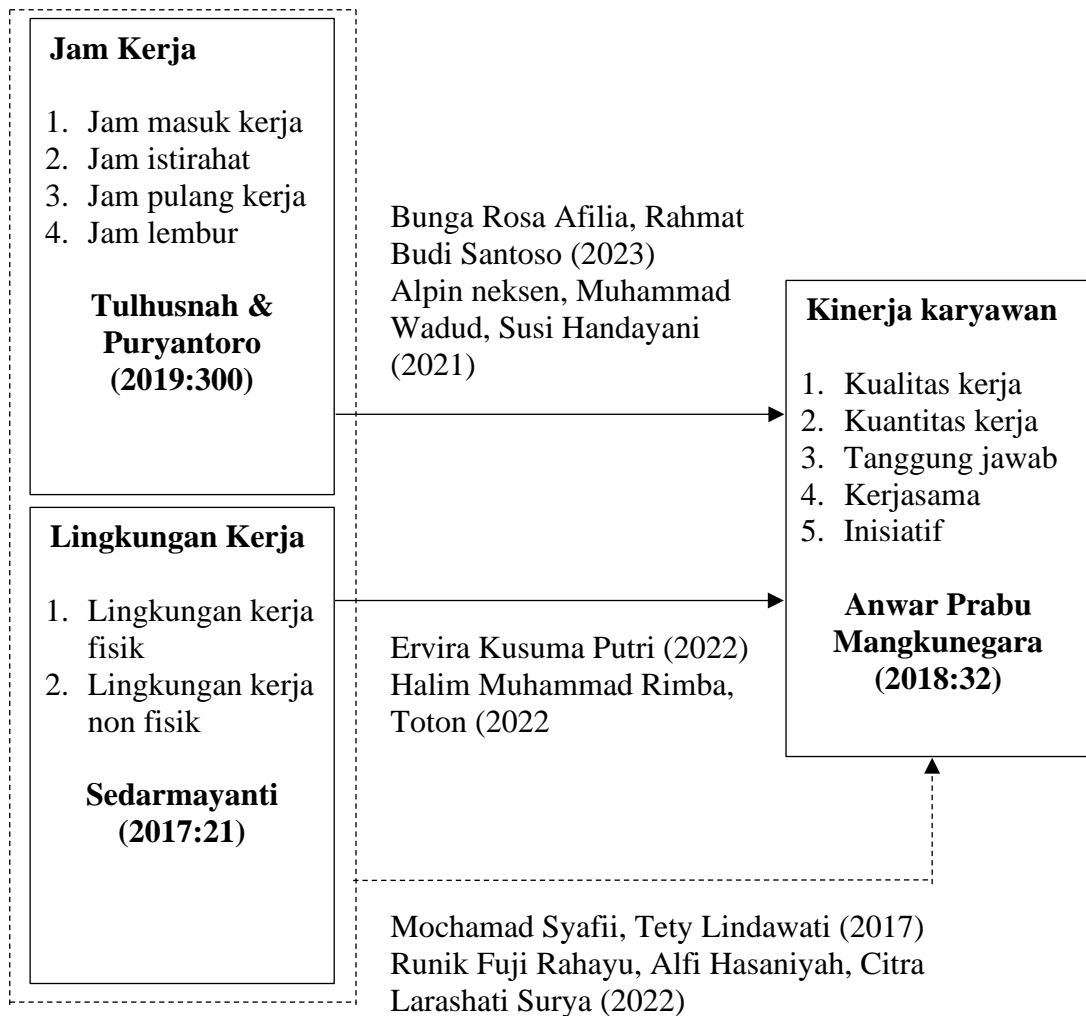 Jam Kerja
1. Jam masuk kerja
2. Jam istirahat
3. Jam pulang kerja
4. Jam lembur
Tulhusnah &
Puryantoro
(2019:300)
Bunga Rosa Afilia, Rahmat
Budi Santoso (2023)
Alpin neksen, Muhammad
Wadud, Susi Handayani
(2021)
Kinerja karyawan
1. Kualitas kerja
2. Kuantitas kerja
3. Tanggung jawab
4. Kerjasama
5. Inisiatif
Anwar Prabu
Mangkunegara
(2018:32)
Lingkungan Kerja
1. Lingkungan kerja
fisik
2. Lingkungan kerja
non fisik
Sedarmayanti
(2017:21)
Ervira Kusuma Putri (2022)
Halim Muhammad Rimba,
Toton (2022
Mochamad Syafii, Tety Lindawati (2017)
Runik Fuji Rahayu, Alfi Hasaniyah, Citra
Larashati Surya (2022)